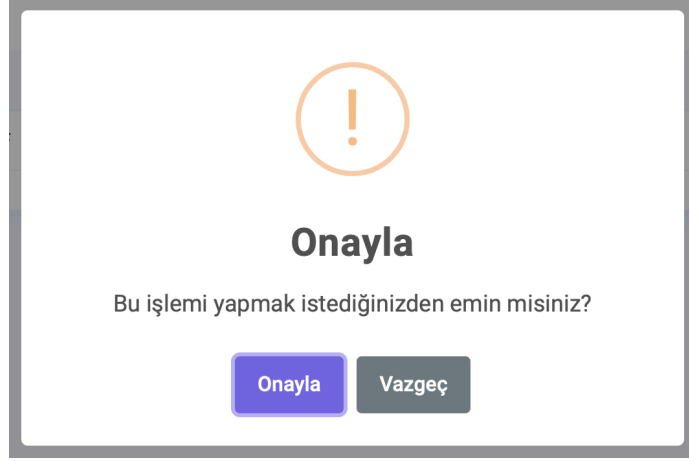 Onayla
Bu işlemi yapmak istediğinizden emin misiniz?
Onayla
Vazgeç